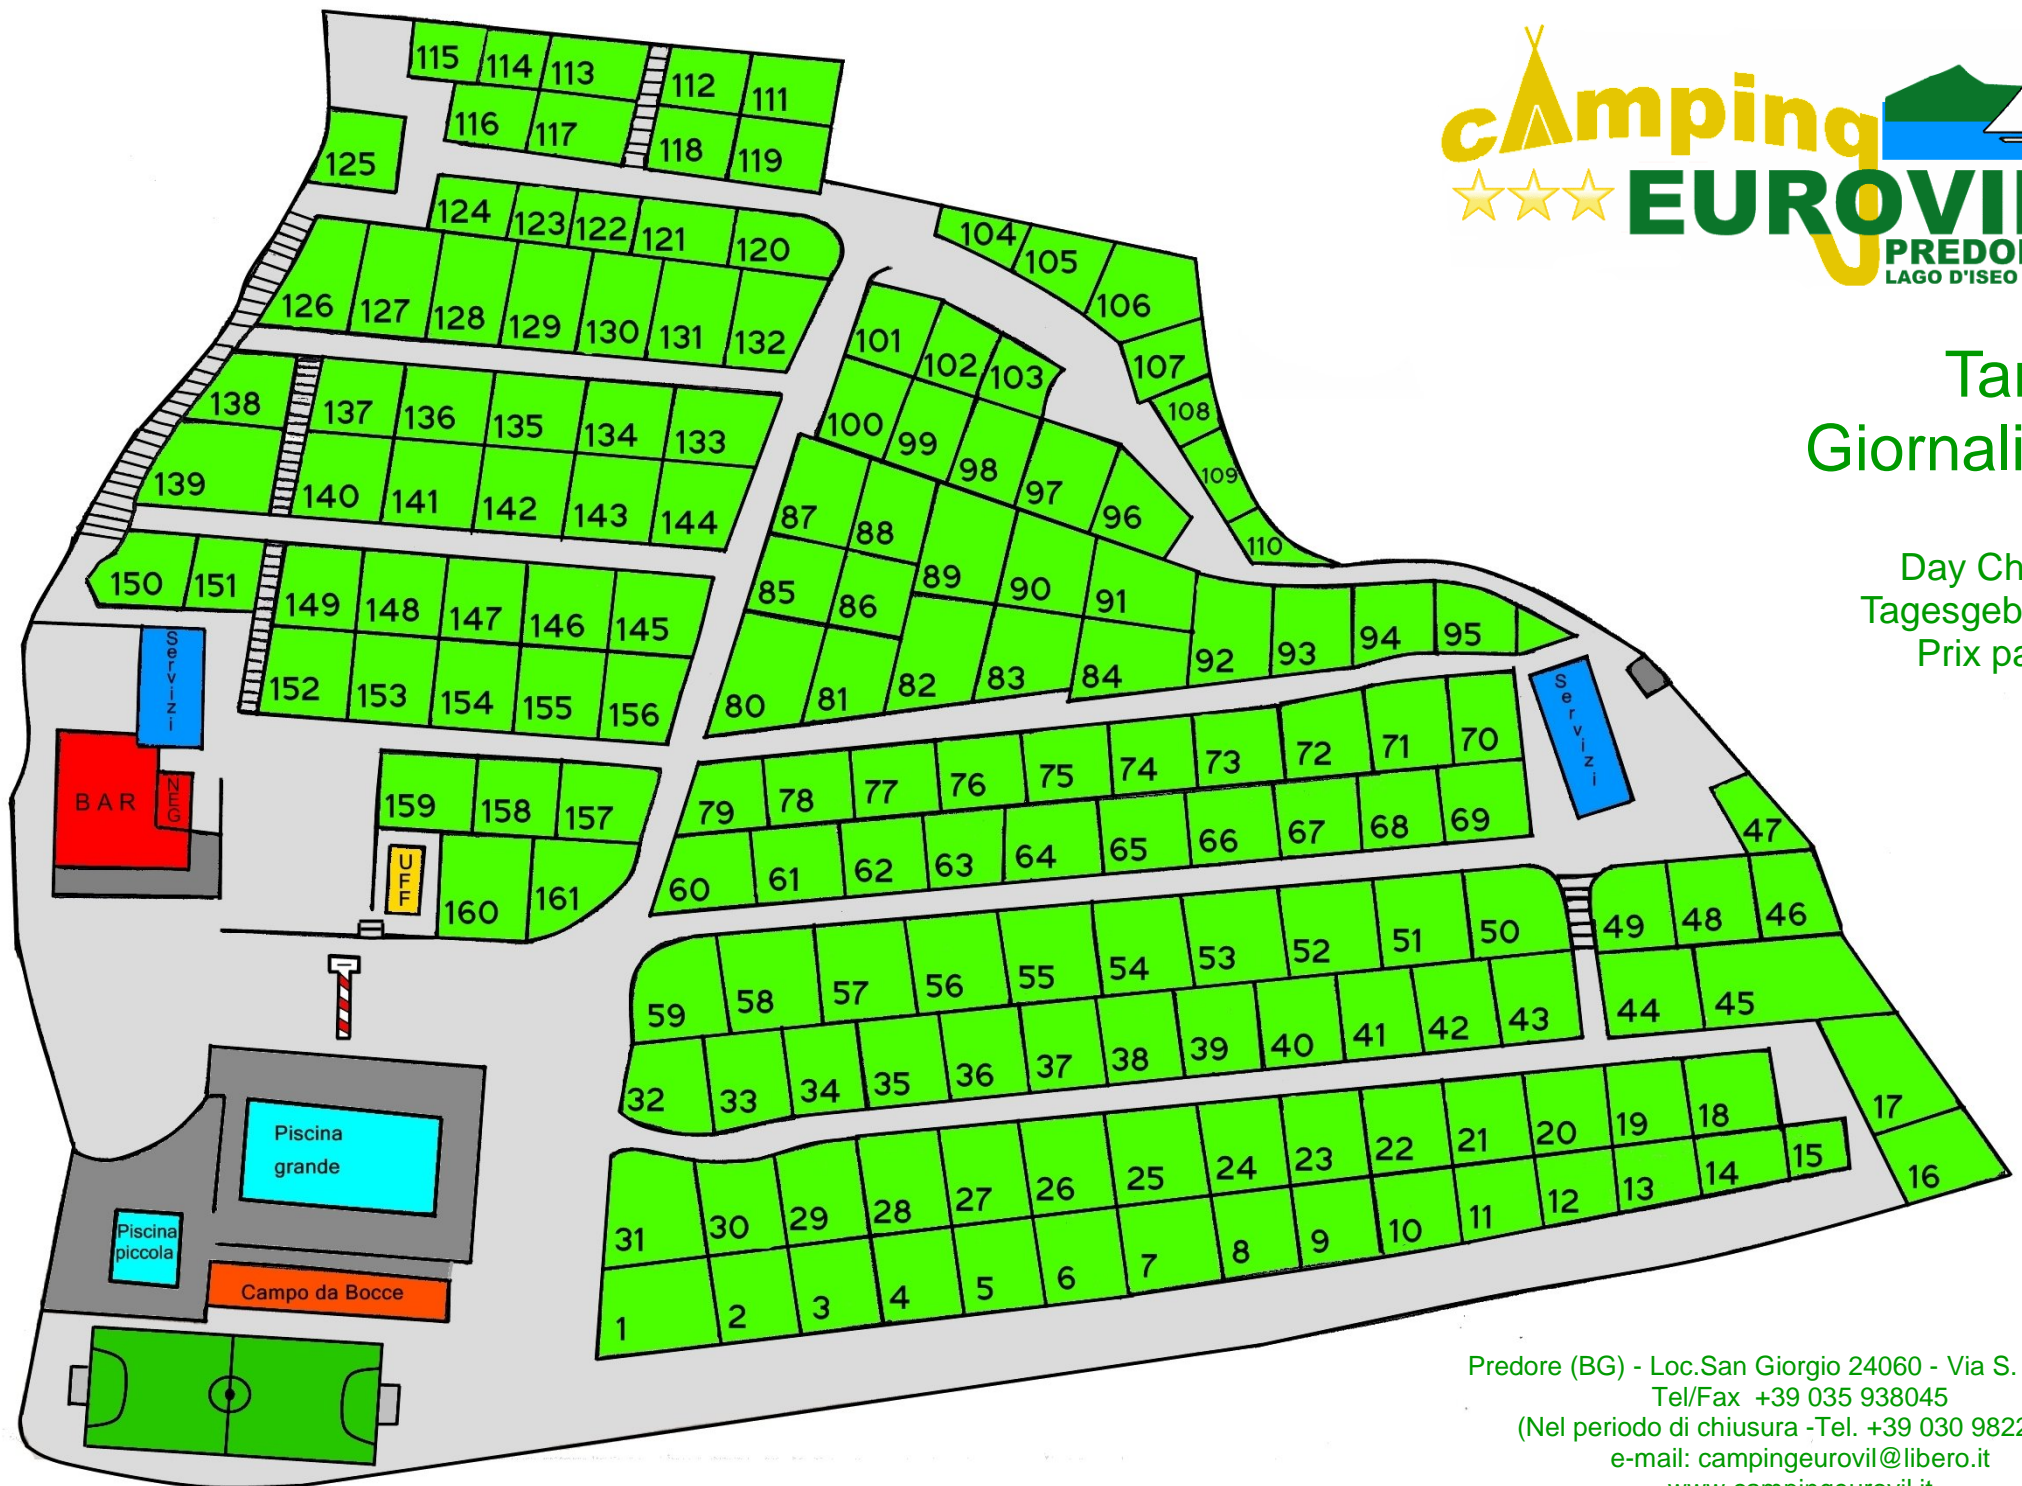 115 114 113 112 111
116 117 118 119
125
124 123 122 121 120
104 105 106
126 127 128 129 130 131 132
101 102 103
107
108
109
110
138 137 136 135 134 133
100 99 98 97 96
139 140 141 142 143 144
87 88
89 90 91
85 86
150 151 149 148 147 146 145
92 93 94 95
152 153 154 155 156
80 81 82 83 84
Servizi
Servizi
BAR
NEG
159 158 157
UFF
160 161
79 78 77 76 75 74 73 72 71 70
60 61 62 63 64 65 66 67 68 69
47
59 58 57 56 55 54 53 52 51 50
49 48 46
32 33 34 35 36 37 38 39 40 41 42 43
44 45
17
16
31 30 29 28 27 26 25 24 23 22 21 20 19 18
1 2 3 4 5 6 7 8 9 10 11 12 13 14 15
Piscina
grande
Piscina
piccola
Campo da Bocce
cAmping
EUROVI
PREDO
LAGO D'ISEO
Ta
Giornali
Day Ch
Tagesgeb
Prix pa
Predore (BG) - Loc.San Giorgio 24060 - Via S.
Tel/Fax +39 035 938045
(Nel periodo di chiusura -Tel. +39 030 9822
e-mail: campingeurovil@libero.it
www.campingeurovil.it